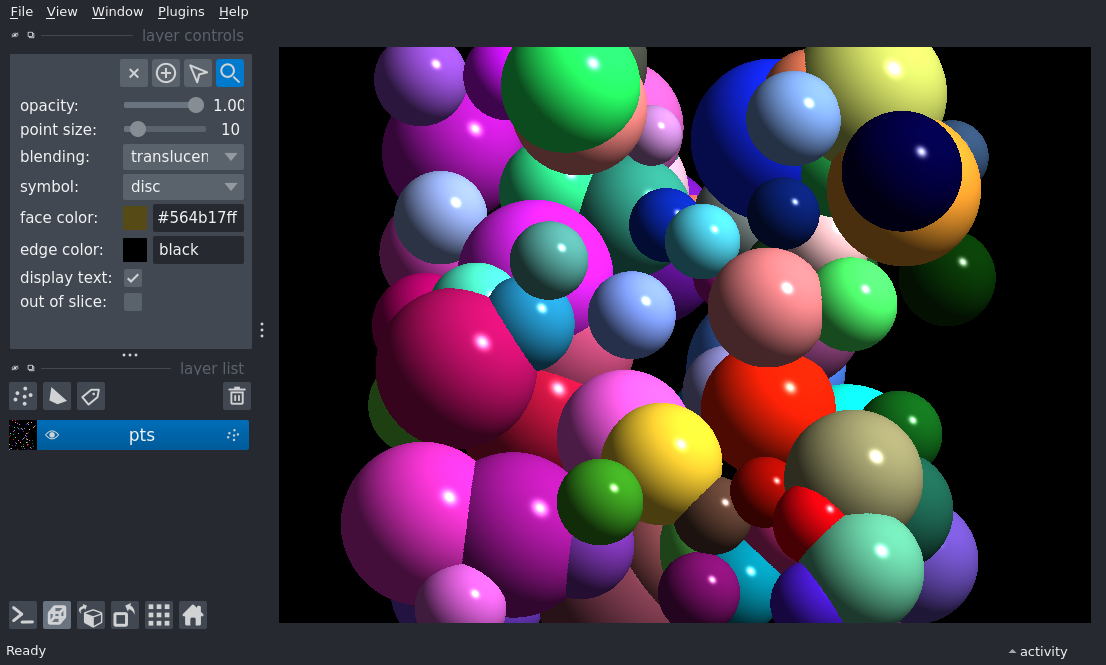 File View Window Plugins Help
layer controls
opacity: 1.00
point size: 10
blending: translucen
symbol: disc
face color: #564b17ff
edge color: black
display text:
out of slice:
layer list
pts
Ready
activity